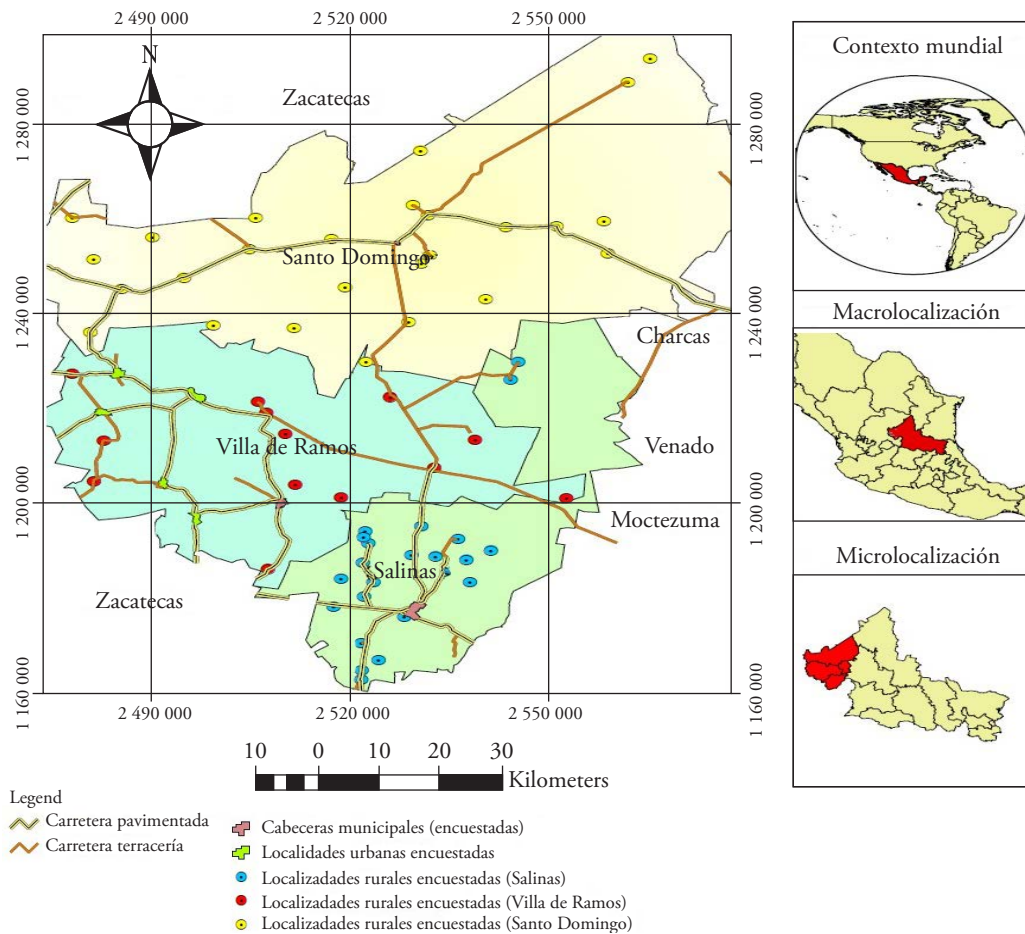 2 490 000
2 520 000
2 550 000
N
Zacatecas
1 280 000
1 280 000
Santo Domingo
1 240 000
1 240 000
Charcas
Villa de Ramos
Venado
1 200 000
1 200 000
Moctezuma
Salinas
Zacatecas
1 160 000
1 160 000
2 490 000
2 520 000
2 550 000
10 0 10 20 30
Kilometers
Legend
Carretera pavimentada
Carretera terracería
Cabeceras municipales (encuestadas)
Localidades urbanas encuestadas
Localizadades rurales encuestadas (Salinas)
Localizadades rurales encuestadas (Villa de Ramos)
Localizadades rurales encuestadas (Santo Domingo)
Contexto mundial
Macrolocalización
Microlocalización